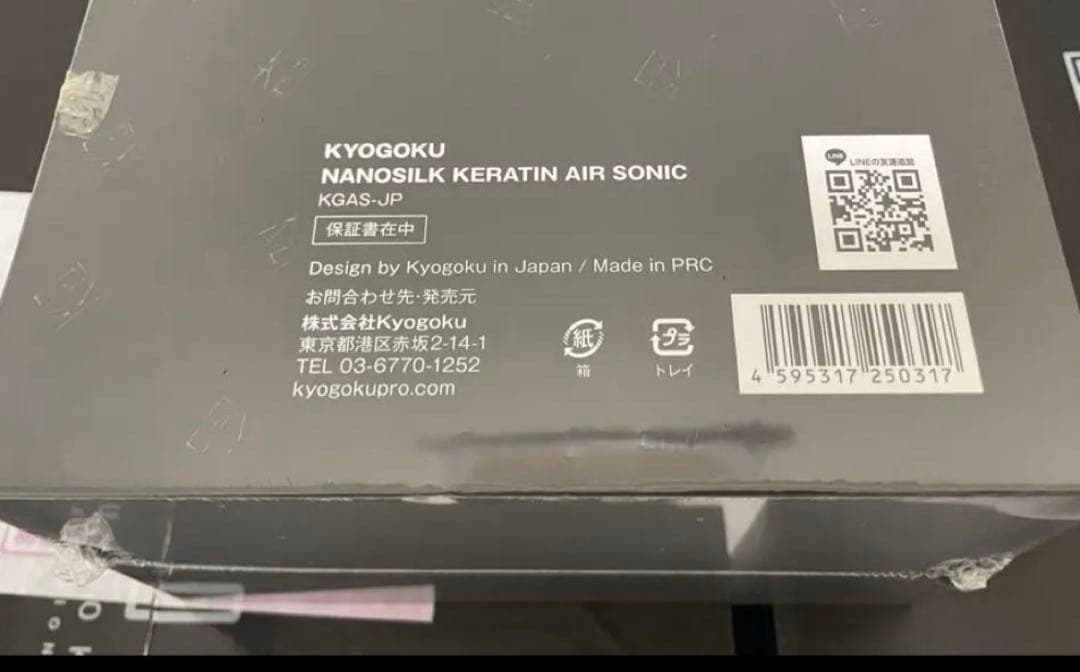 KYOGOKU
NANOSILK KERATIN AIR SONIC
KGAS-JP
保証書在中
Design by Kyogoku in Japan / Made in PRC
お問合わせ先・発売元
株式会社Kyogoku
東京都港区赤坂2-14-1
TEL 03-6770-1252
kyogokupro.com
紙
箱
プラ
トレイ
LINE
LINEの友達追加
4 595317 250317